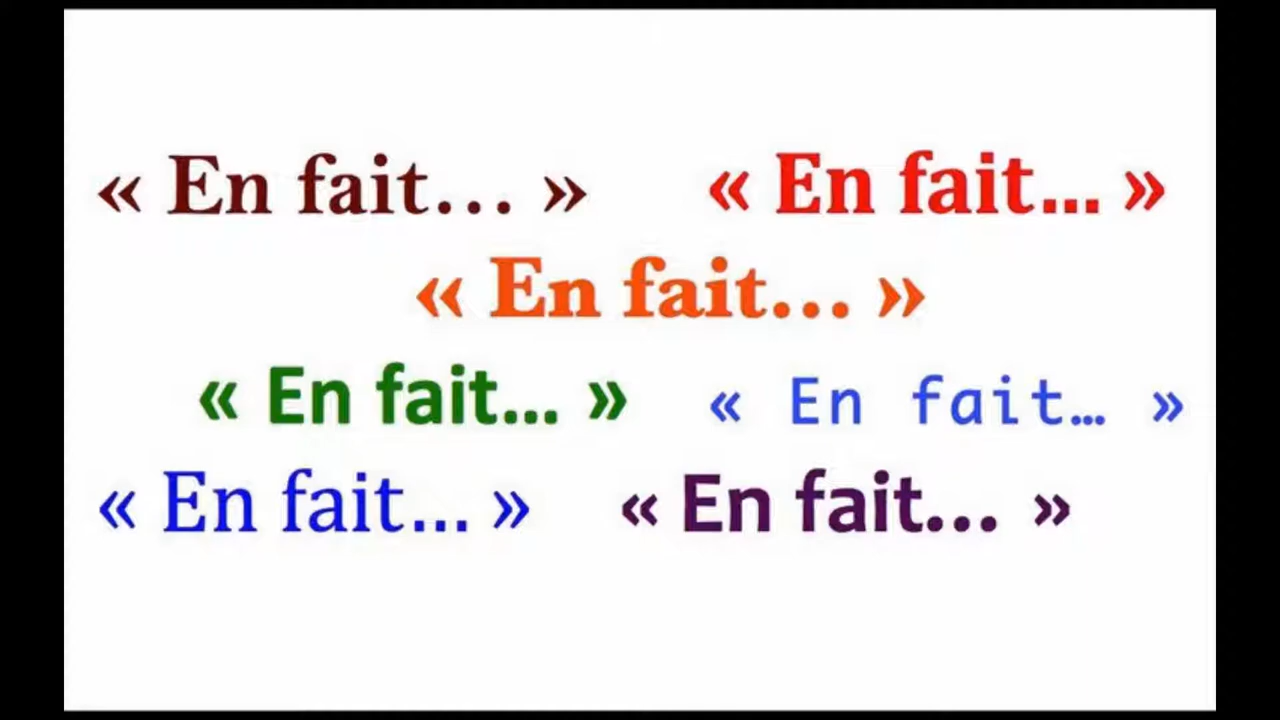 « En fait… » « En fait… »
« En fait… »
« En fait… » « En fait… »
« En fait… » « En fait… »